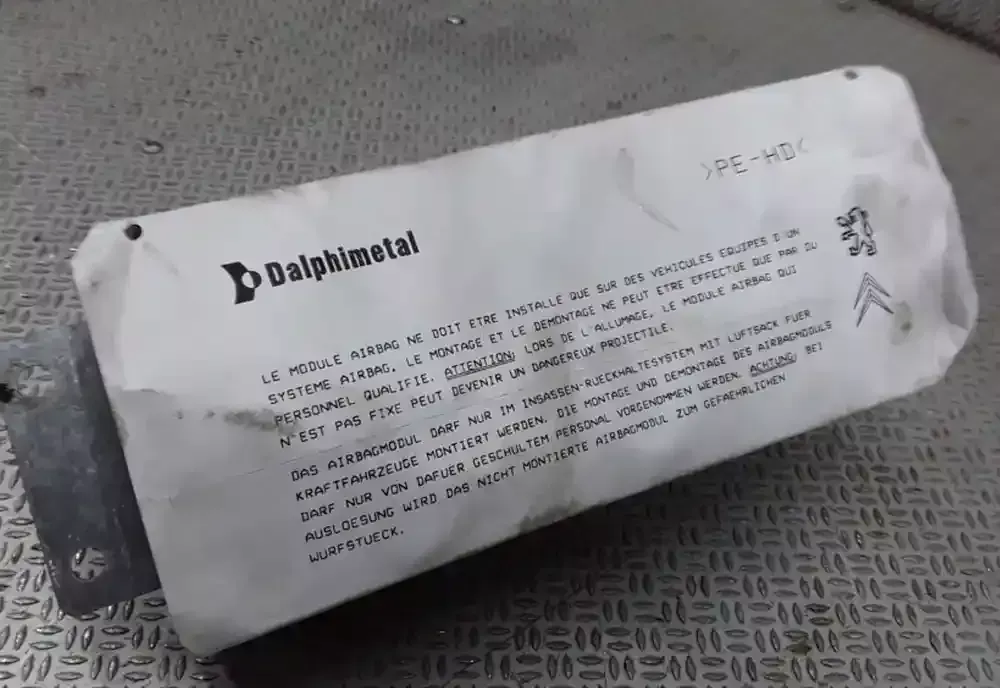 >PE-HD<
Dalphimetal
LE MODULE AIRBAG NE DOIT ETRE INSTALLE QUE SUR DES VEHICULES EQUIPES D'UN
SYSTEME AIRBAG. LE MONTAGE ET LE DEMONTAGE NE PEUT ETRE EFFECTUE QUE PAR DU
PERSONNEL QUALIFIE. ATTENTION: LORS DE L'ALLUMAGE, LE MODULE AIRBAG QUI
N'EST PAS FIXE PEUT DEVENIR UN DANGEREUX PROJECTILE.
DAS AIRBAGMODUL DARF NUR IM INSASSEN-RUECKHALTESYSTEM MIT LUFTSACK FUER
KRAFTFAHRZEUGE MONTIERT WERDEN. DIE MONTAGE UND DEMONTAGE DES AIRBAGMODULS
DARF NUR VON DAFUER GESCHULTEM PERSONAL VORGENOMMEN WERDEN. ACHTUNG: BEI
AUSLOESUNG WIRD DAS NICHT MONTIERTE AIRBAGMODUL ZUM GEFAEHRLICHEN
WURFSTUECK.